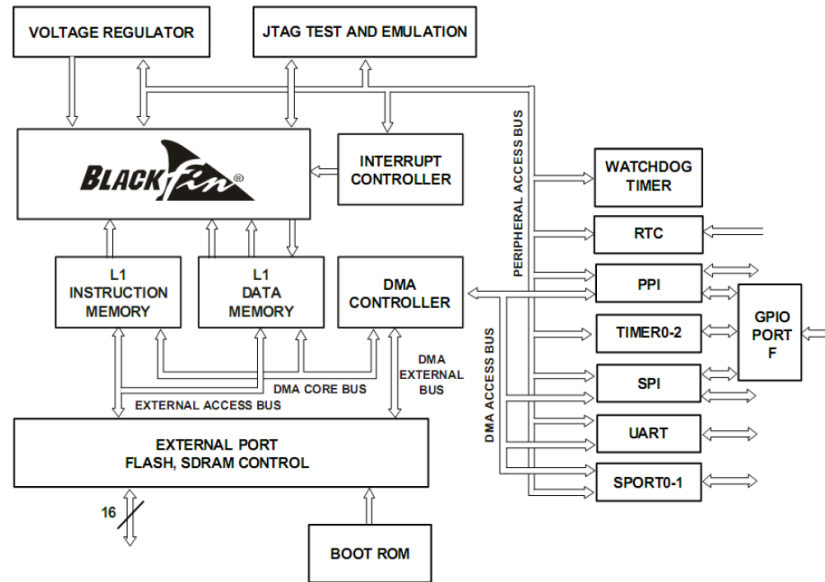 VOLTAGE REGULATOR
JTAG TEST AND EMULATION
BLACKfin®
INTERRUPT
CONTROLLER
PERIPHERAL ACCESS BUS
WATCHDOG
TIMER
RTC
L1
INSTRUCTION
MEMORY
L1
DATA
MEMORY
DMA
CONTROLLER
PPI
GPIO
PORT
F
TIMER0-2
DMA CORE BUS
EXTERNAL ACCESS BUS
DMA
EXTERNAL
BUS
DMA ACCESS BUS
SPI
UART
SPORT0-1
EXTERNAL PORT
FLASH, SDRAM CONTROL
16
BOOT ROM